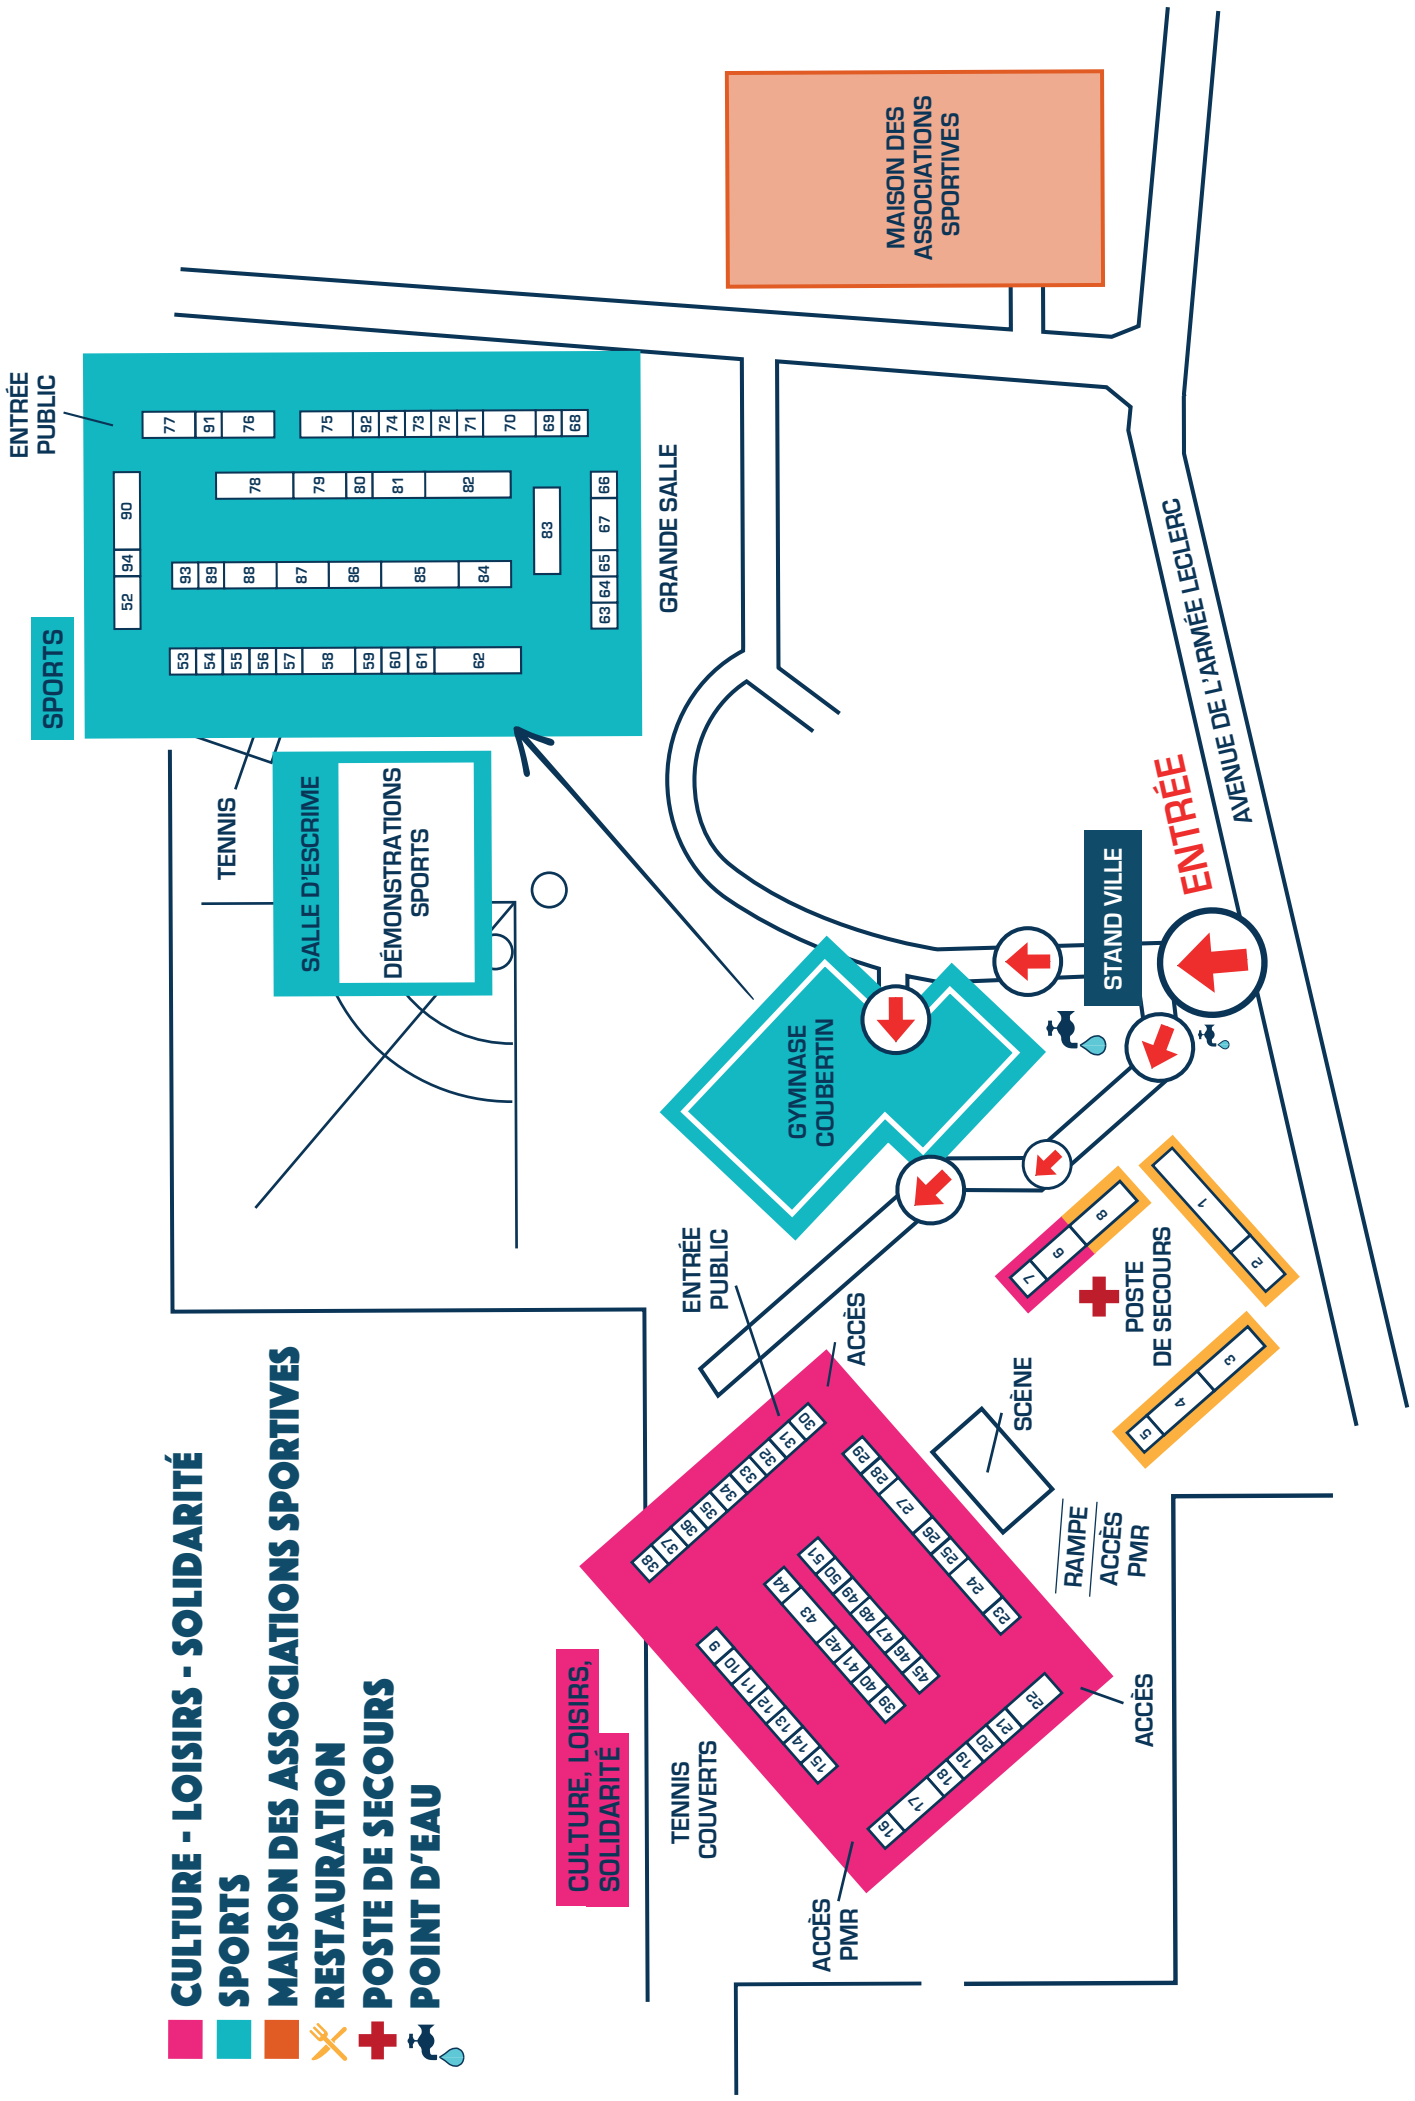 CULTURE - LOISIRS - SOLIDARITÉ
SPORTS
MAISON DES ASSOCIATIONS SPORTIVES
RESTAURATION
POSTE DE SECOURS
POINT D'EAU
ENTRÉE
PUBLIC
SPORTS
77
91
76
75
92
74
73
72
71
70
69
68
90
94
52
78
79
80
81
82
83
66
67
65
64
63
93
89
88
87
86
85
84
53
54
55
56
57
58
59
60
61
62
GRANDE SALLE
TENNIS
SALLE D'ESCRIME
DÉMONSTRATIONS
SPORTS
MAISON DES
ASSOCIATIONS
SPORTIVES
AVENUE DE L'ARMÉE LECLERC
ENTRÉE
STAND VILLE
GYMNASE
COUBERTIN
ENTRÉE
PUBLIC
ACCÈS
SCÈNE
POSTE
DE SECOURS
7
6
8
1
2
3
4
5
RAMPE
ACCÈS
PMR
CULTURE, LOISIRS,
SOLIDARITÉ
TENNIS
COUVERTS
38
37
36
35
34
33
32
31
30
29
28
27
26
25
24
23
51
50
49
48
47
46
45
44
43
42
41
40
39
9
10
11
12
13
14
15
16
17
18
19
20
21
22
ACCÈS
PMR
ACCÈS